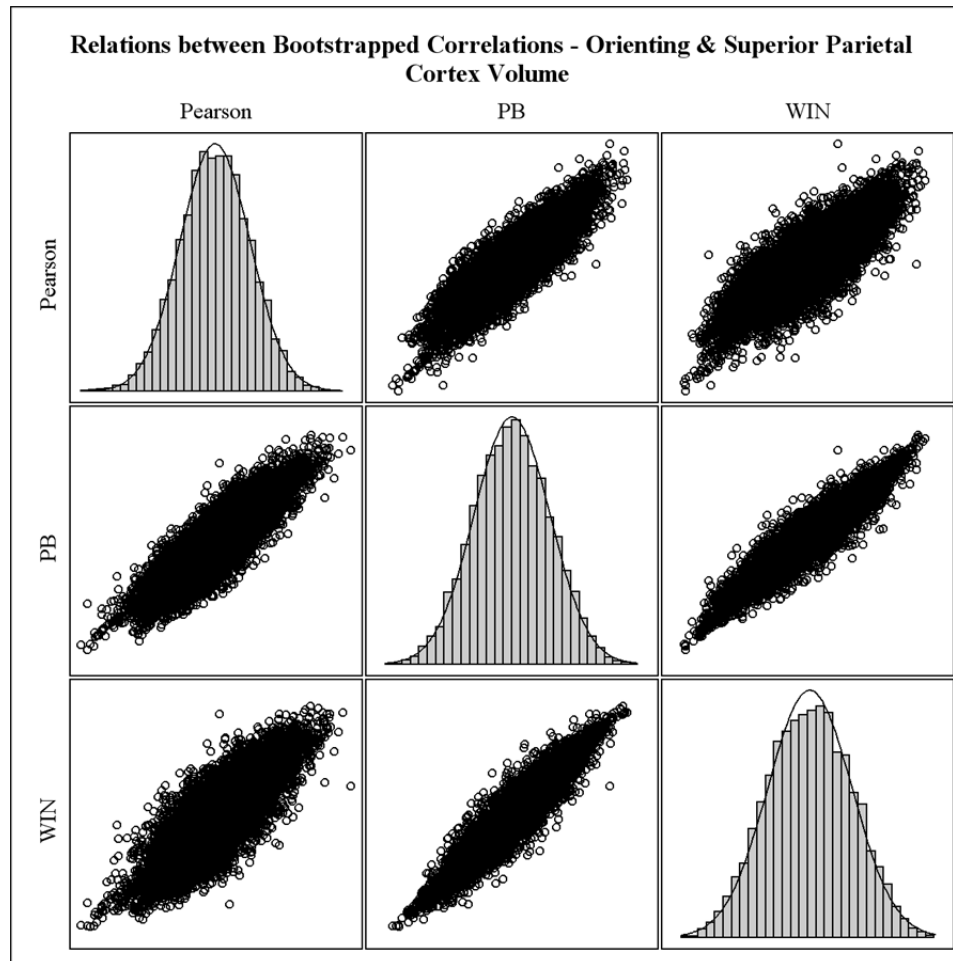 Relations between Bootstrapped Correlations - Orienting & Superior Parietal
Cortex Volume
Pearson PB WIN
Pearson
PB
WIN